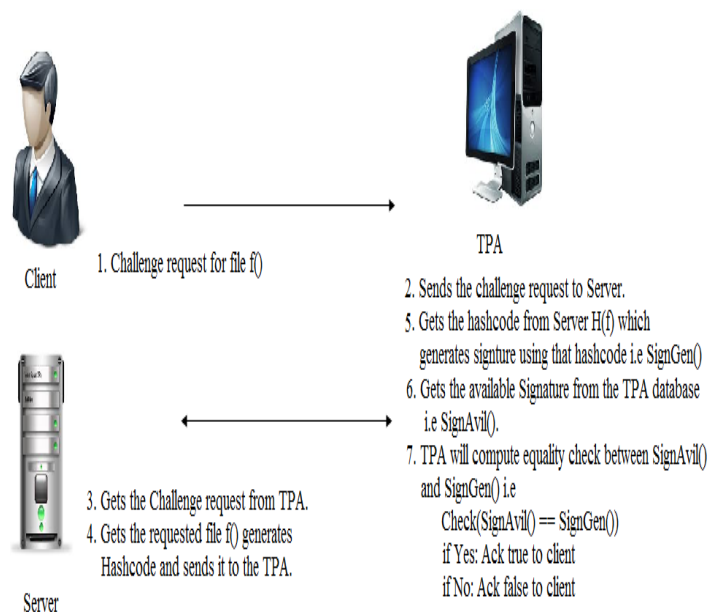 TPA
Client
1. Challenge request for file f()
2. Sends the challenge request to Server.
5. Gets the hashcode from Server H(f) which
generates signture using that hashcode i.e SignGen()
6. Gets the available Signature from the TPA database
i.e SignAvil().
7. TPA will compute equality check between SignAvil()
and SignGen() i.e
Check(SignAvil() == SignGen())
if Yes: Ack true to client
if No: Ack false to client
3. Gets the Challenge request from TPA.
4. Gets the requested file f() generates
Hashcode and sends it to the TPA.
Server